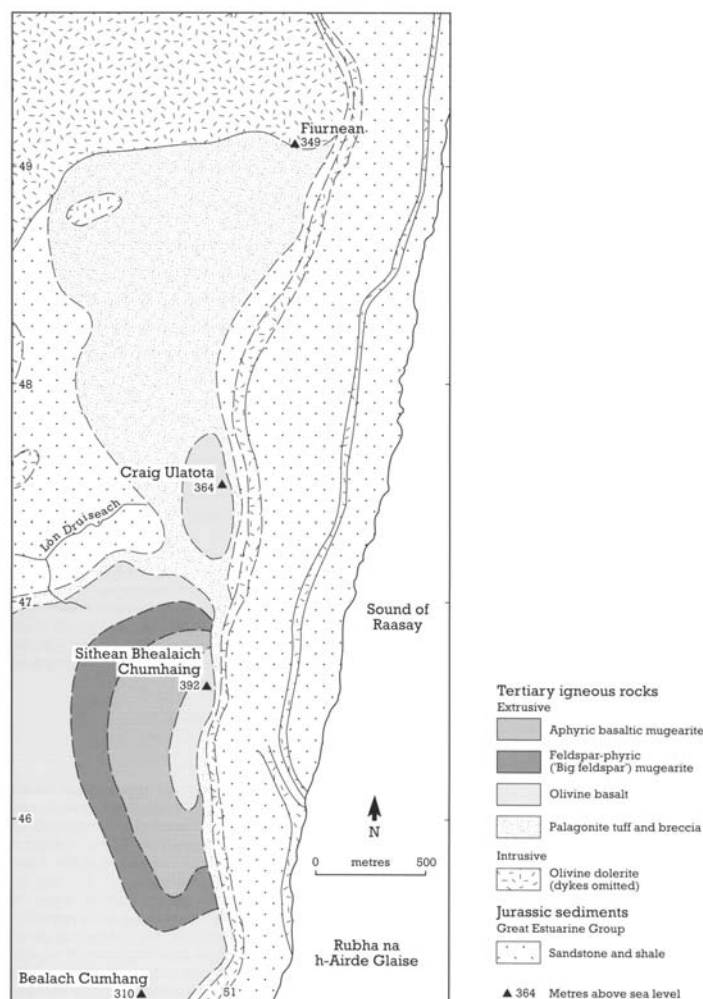 Fiurnean
349
49
48
Craig Ulatota
364
Lòn Druiseach
47
Sound of
Raasay
Sithean Bhealaich
Chumhaing
392
46
N
0 metres 500
Rubha na
h-Airde Glaise
Bealach Cumhang
310
51
Tertiary igneous rocks
Extrusive
Aphyric basaltic mugearite
Feldspar-phyric
('Big feldspar') mugearite
Olivine basalt
Palagonite tuff and breccia
Intrusive
Olivine dolerite
(dykes omitted)
Jurassic sediments
Great Estuarine Group
Sandstone and shale
▲ 364 Metres above sea level